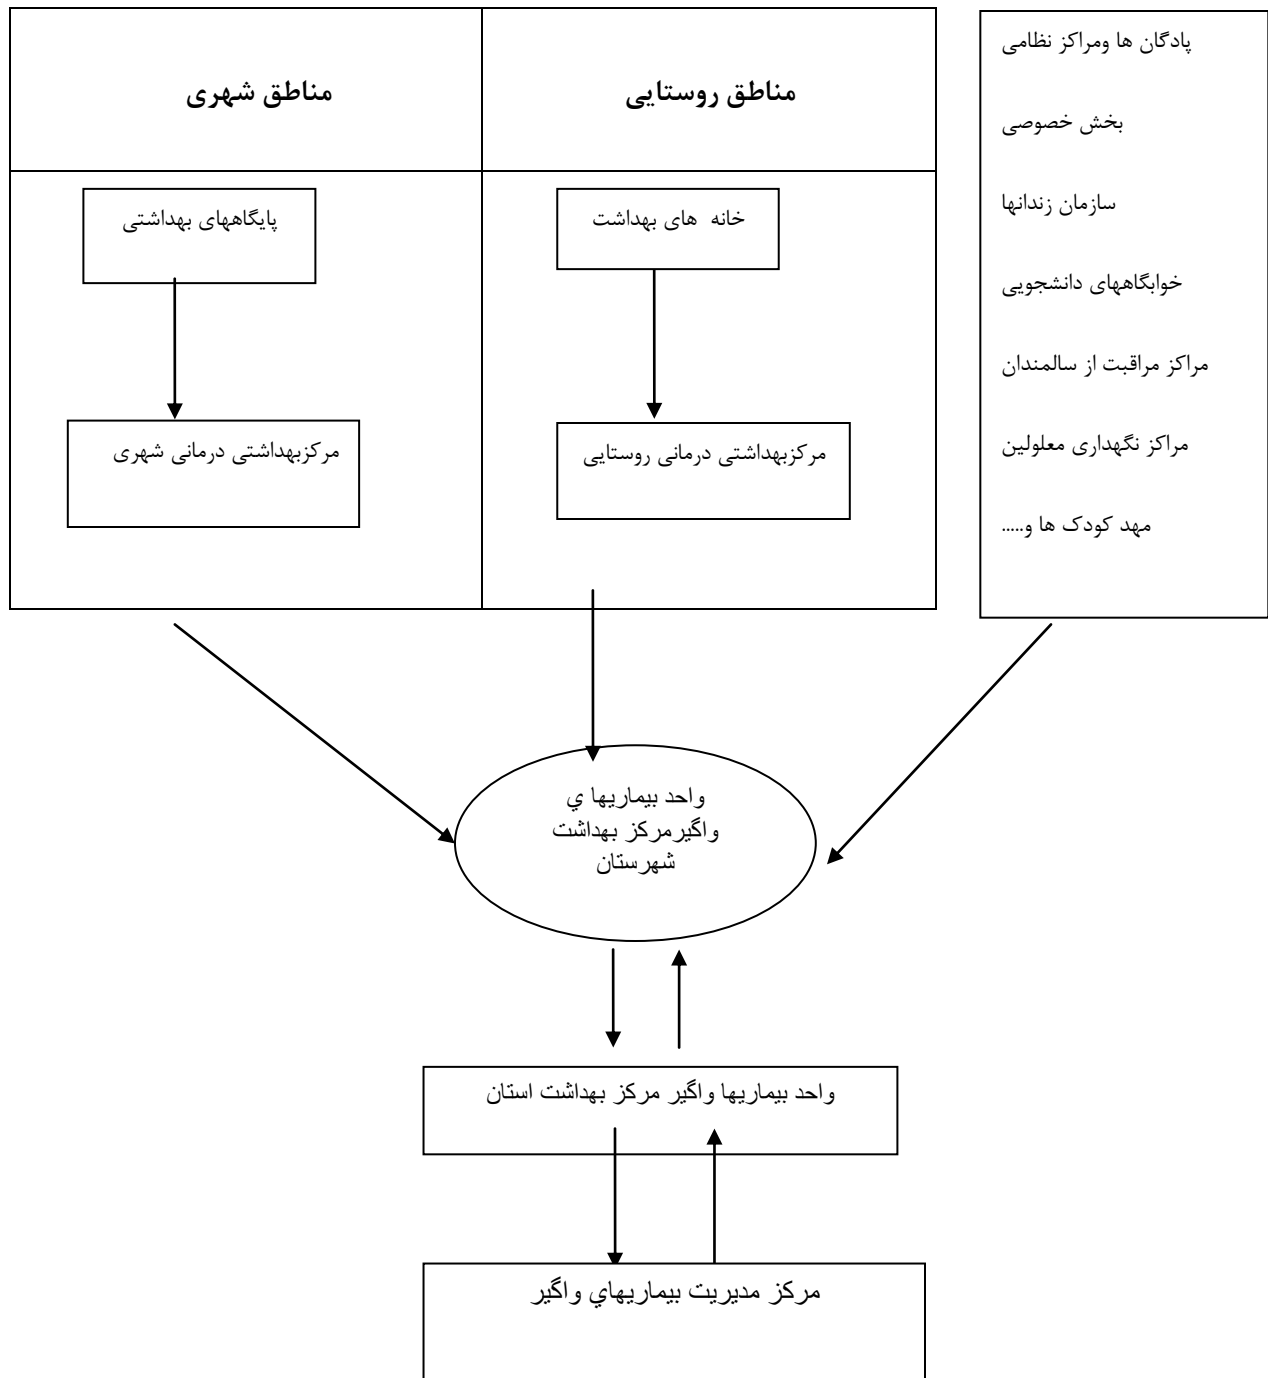 مناطق روستایی
مناطق شهری
خانه های بهداشت
پایگاههای بهداشتی
مرکزبهداشتی درمانی روستایی
مرکزبهداشتی درمانی شهری
پادگان ها ومراکز نظامی
بخش خصوصی
سازمان زندانها
خوابگاههای دانشجویی
مراکز مراقبت از سالمندان
مراکز نگهداری معلولین
مهد کودک ها و.....
واحد بیماریها ي
واگیرمرکز بهداشت
شهرستان
واحد بیماریها واگیر مرکز بهداشت استان
مرکز مدیریت بیماریهاي واگیر